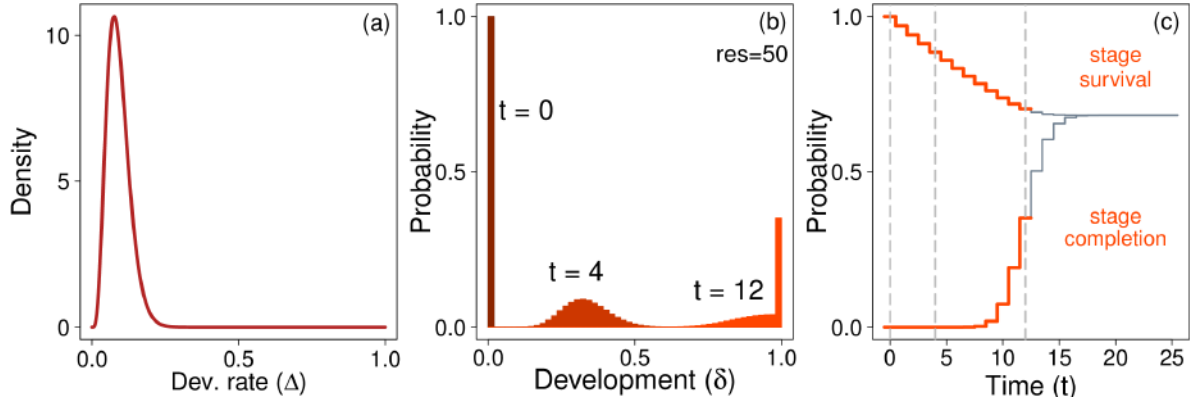 (a)
10
5
0
Density
0.0 0.5 1.0
Dev. rate (Δ)
(b)
res=50
1.0
0.5
0.0
Probability
t = 0
t = 4
t = 12
0.0 0.5 1.0
Development (δ)
(c)
1.0
0.5
0.0
Probability
stage
survival
stage
completion
0 5 10 15 20 25
Time (t)